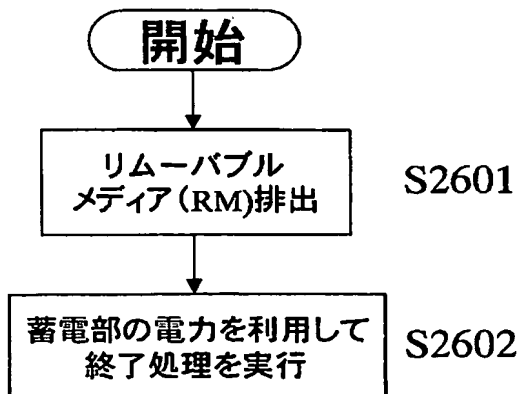 開始
リムーバブル
メディア(RM)排出
S2601
蓄電部の電力を利用して
終了処理を実行
S2602